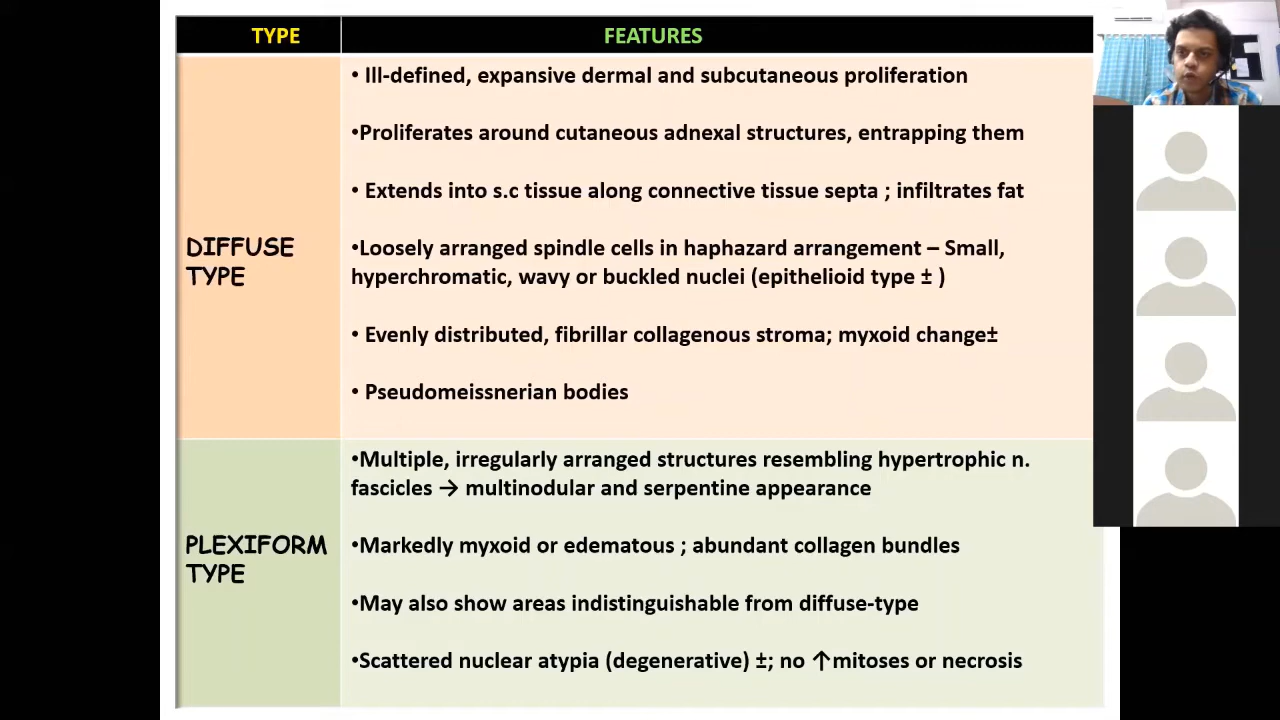 TYPE FEATURES
• Ill-defined, expansive dermal and subcutaneous proliferation
•Proliferates around cutaneous adnexal structures, entrapping them
• Extends into s.c tissue along connective tissue septa ; infiltrates fat
DIFFUSE
TYPE
•Loosely arranged spindle cells in haphazard arrangement – Small,
hyperchromatic, wavy or buckled nuclei (epithelioid type ± )
• Evenly distributed, fibrillar collagenous stroma; myxoid change±
• Pseudomeissnerian bodies
•Multiple, irregularly arranged structures resembling hypertrophic n.
fascicles → multinodular and serpentine appearance
PLEXIFORM
TYPE
•Markedly myxoid or edematous ; abundant collagen bundles
•May also show areas indistinguishable from diffuse-type
•Scattered nuclear atypia (degenerative) ±; no ↑mitoses or necrosis